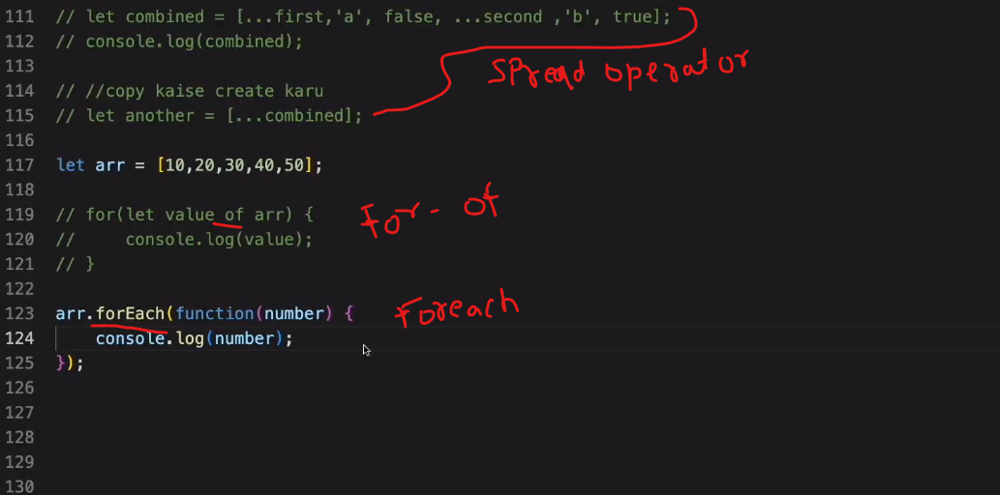 111 // let combined = [...first,'a', false, ...second ,'b', true];
112 // console.log(combined);
Spread operator
113
114 // //copy kaise create karu
115 // let another = [...combined];
116
117 let arr = [10,20,30,40,50];
118
119 // for(let value of arr) {
For - Of
120 //     console.log(value);
121 // }
122
123 arr.forEach(function(number) {
Foreach
124     console.log(number);
125 });
126
127
128
129
130